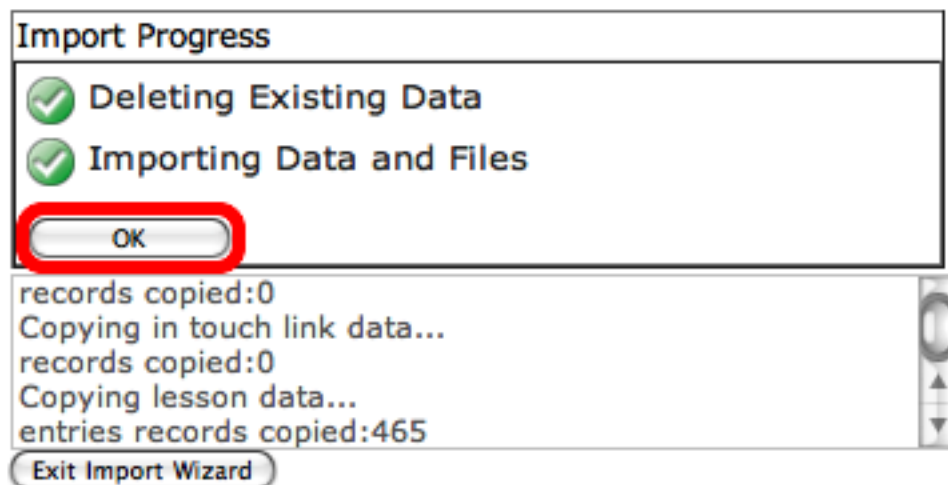 Import Progress
Deleting Existing Data
Importing Data and Files
OK
records copied:0
Copying in touch link data...
records copied:0
Copying lesson data...
entries records copied:465
Exit Import Wizard